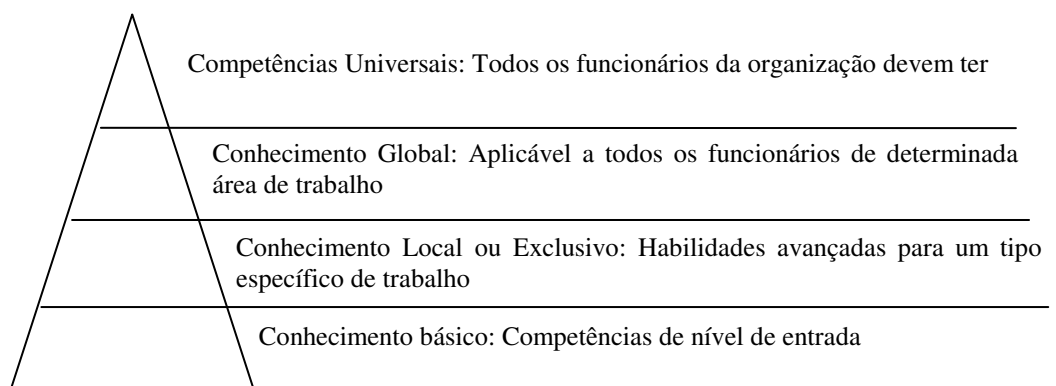 Competências Universais: Todos os funcionários da organização devem ter
Conhecimento Global: Aplicável a todos os funcionários de determinada
área de trabalho
Conhecimento Local ou Exclusivo: Habilidades avançadas para um tipo
específico de trabalho
Conhecimento básico: Competências de nível de entrada